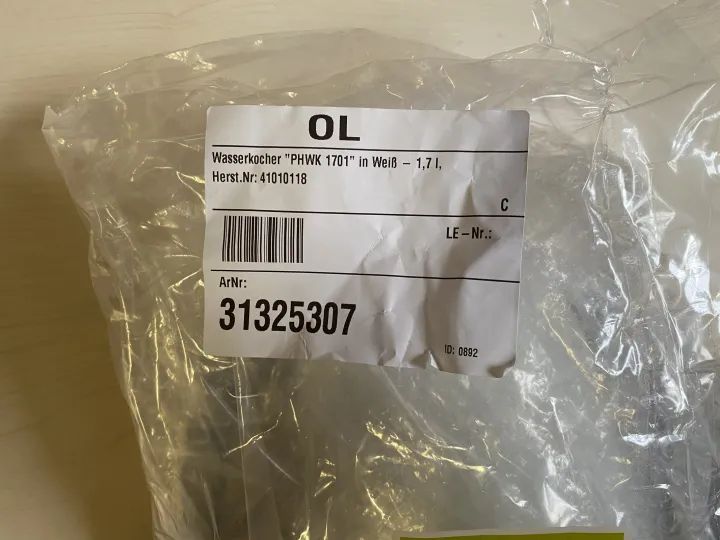 OL
Wasserkocher "PHWK 1701" in Weiß – 1,7 l,
Herst.Nr: 41010118
C
LE–Nr.:
ArNr:
31325307
ID: 0892